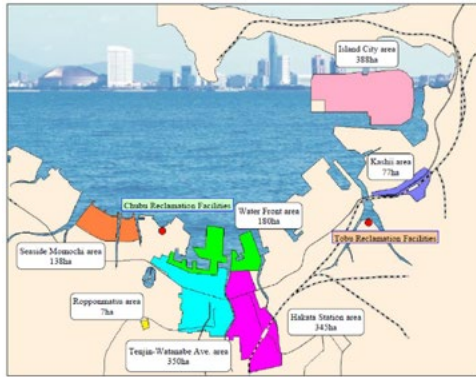 Island City area
388ha
Kashii area
77ha
Chubu Reclamation Facilities
Water Front area
180ha
Tobu Reclamation Facilities
Seaside Momochi area
138ha
Ropponmatsu area
7ha
Hakata Station area
345ha
Tenjin-Watanabe Ave. area
350ha